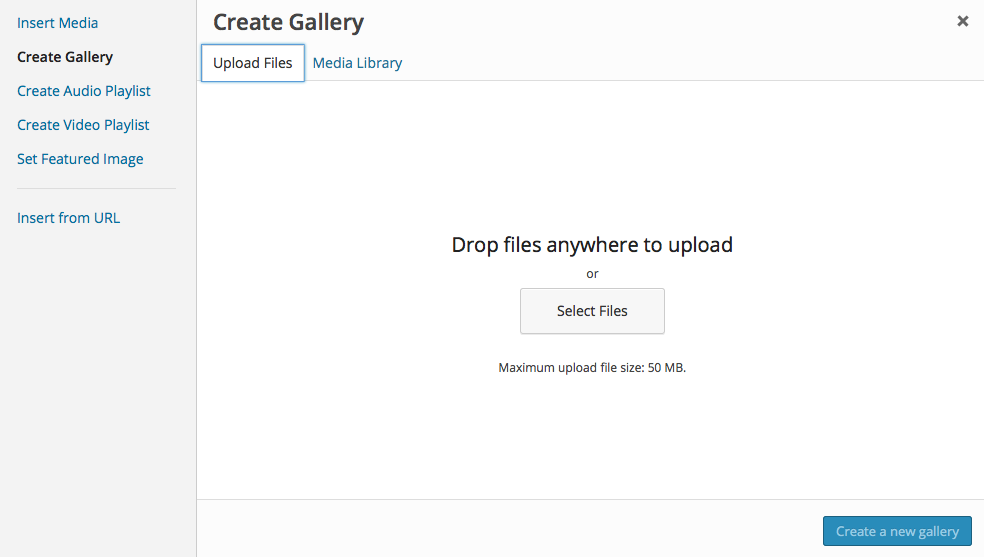 Insert Media
Create Gallery
Create Audio Playlist
Create Video Playlist
Set Featured Image
Insert from URL
Create Gallery
Upload Files
Media Library
Drop files anywhere to upload
or
Select Files
Maximum upload file size: 50 MB.
Create a new gallery